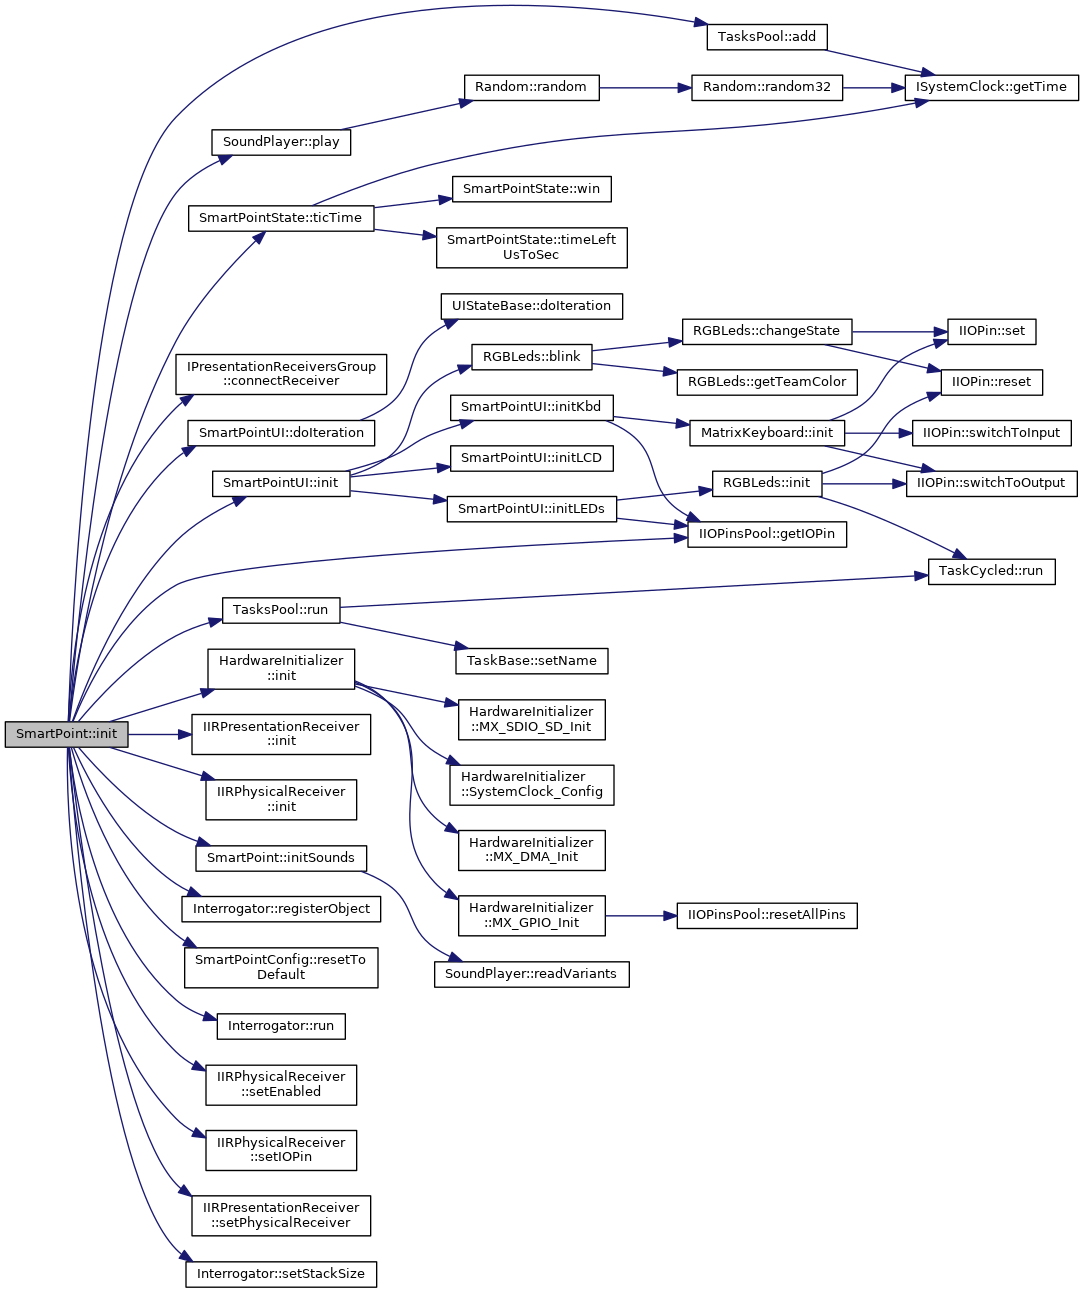 TasksPool::add
Random::random
Random::random32
ISystemClock::getTime
SoundPlayer::play
SmartPointState::win
SmartPointState::ticTime
SmartPointState::timeLeft
UsToSec
UIStateBase::doIteration
RGBLeds::changeState
IIOPin::set
RGBLeds::blink
IPresentationReceiversGroup
::connectReceiver
RGBLeds::getTeamColor
IIOPin::reset
SmartPointUI::initKbd
SmartPointUI::doIteration
MatrixKeyboard::init
IIOPin::switchToInput
SmartPointUI::initLCD
SmartPointUI::init
RGBLeds::init
IIOPin::switchToOutput
SmartPointUI::initLEDs
IIOPinsPool::getIOPin
TaskCycled::run
TasksPool::run
TaskBase::setName
HardwareInitializer
::init
HardwareInitializer
::MX_SDIO_SD_Init
SmartPoint::init
IIRPresentationReceiver
::init
HardwareInitializer
::SystemClock_Config
IIRPhysicalReceiver
::init
HardwareInitializer
::MX_DMA_Init
SmartPoint::initSounds
Interrogator::registerObject
HardwareInitializer
::MX_GPIO_Init
IIOPinsPool::resetAllPins
SmartPointConfig::resetTo
Default
SoundPlayer::readVariants
Interrogator::run
IIRPhysicalReceiver
::setEnabled
IIRPhysicalReceiver
::setIOPin
IIRPresentationReceiver
::setPhysicalReceiver
Interrogator::setStackSize